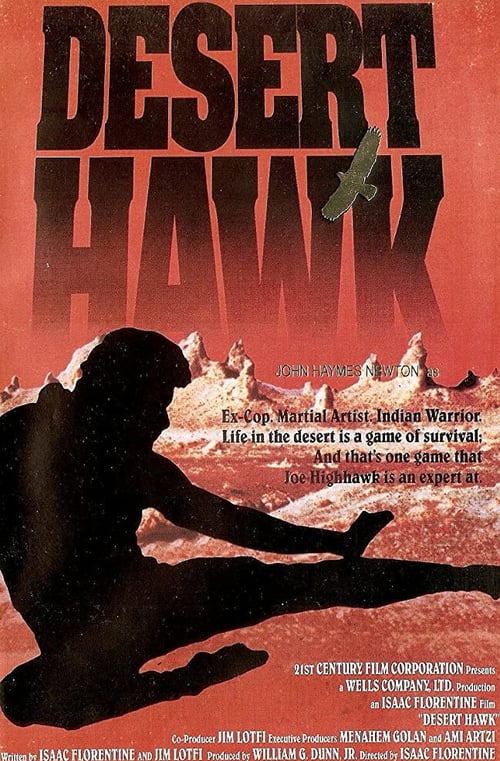 DESERT
HAWK
JOHN HAYMES NEWTON as
Ex-Cop. Martial Artist. Indian Warrior.
Life in the desert is a game of survival;
And that's one game that
Joe Highhawk is an expert at.
21ST CENTURY FILM CORPORATION Presents
a WELLS COMPANY, LTD. Production
an ISAAC FLORENTINE Film
"DESERT HAWK"
Co-Producer JIM LOTFI Executive Producers MENAHEM GOLAN and AMI ARTZI
Written by ISAAC FLORENTINE AND JIM LOTFI Produced by WILLIAM G. DUNN, JR. Directed by ISAAC FLORENTINE